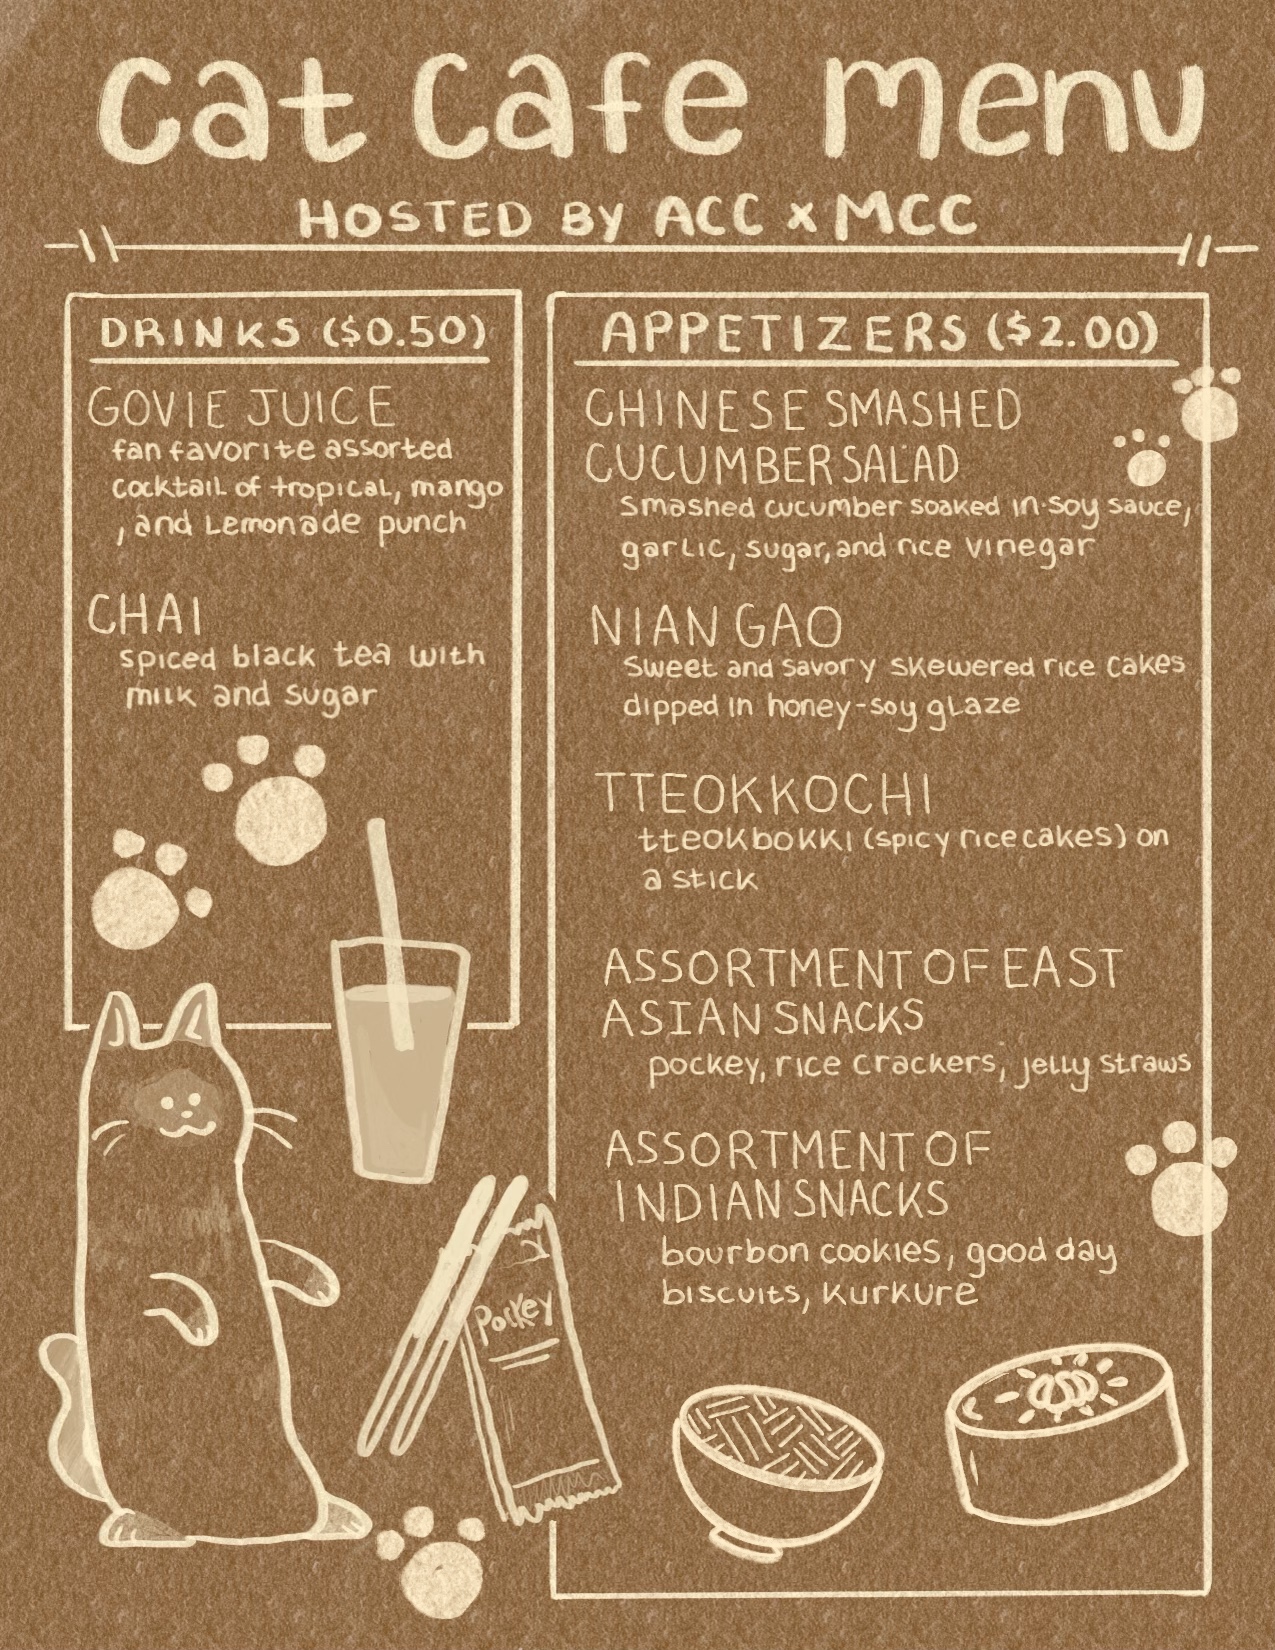 Cat Cafe menu
HOSTED BY ACC x MCC
DRINKS ($0.50)
GOVIE JUICE
fan favorite assorted
cocktail of tropical, mango
, and Lemonade punch
CHAI
spiced black tea with
milk and sugar
APPETIZERS ($2.00)
CHINESE SMASHED
CUCUMBER SALAD
Smashed cucumber soaked in soy sauce,
garlic, sugar, and rice vinegar
NIAN GAO
Sweet and savory skewered rice cakes
dipped in honey-soy glaze
TTEOKKOCHI
tteokbokki (spicy rice cakes) on
a stick
ASSORTMENT OF EAST
ASIAN SNACKS
pockey, rice crackers, jelly straws
ASSORTMENT OF
INDIAN SNACKS
bourbon cookies, good day
biscuits, kurkure
Pockey